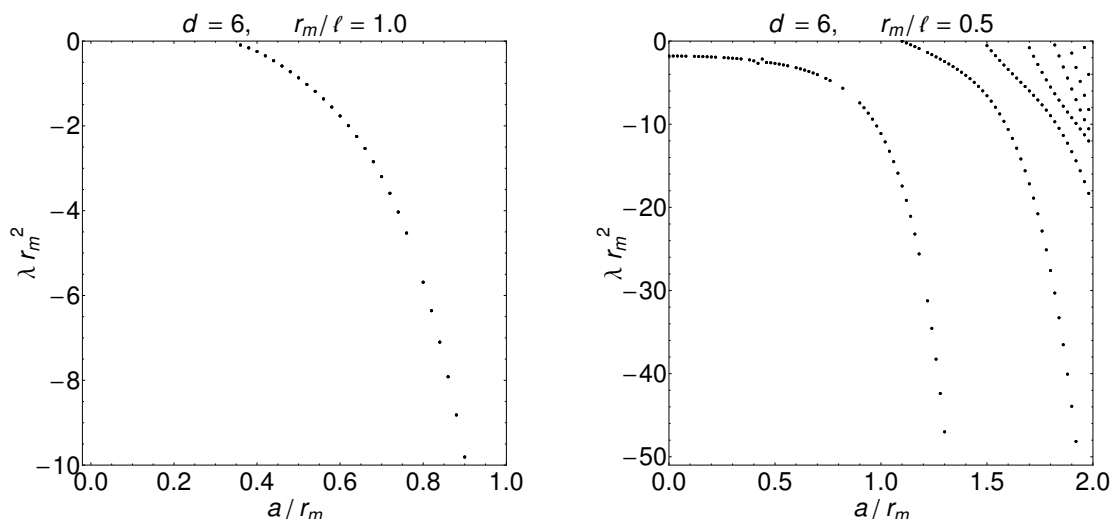 d = 6, r_m/ℓ = 1.0
0
−2
−4
−6
−8
−10
λ r_m^2
0.0 0.2 0.4 0.6 0.8 1.0
a / r_m
d = 6, r_m/ℓ = 0.5
0
−10
−20
−30
−40
−50
λ r_m^2
0.0 0.5 1.0 1.5 2.0
a / r_m